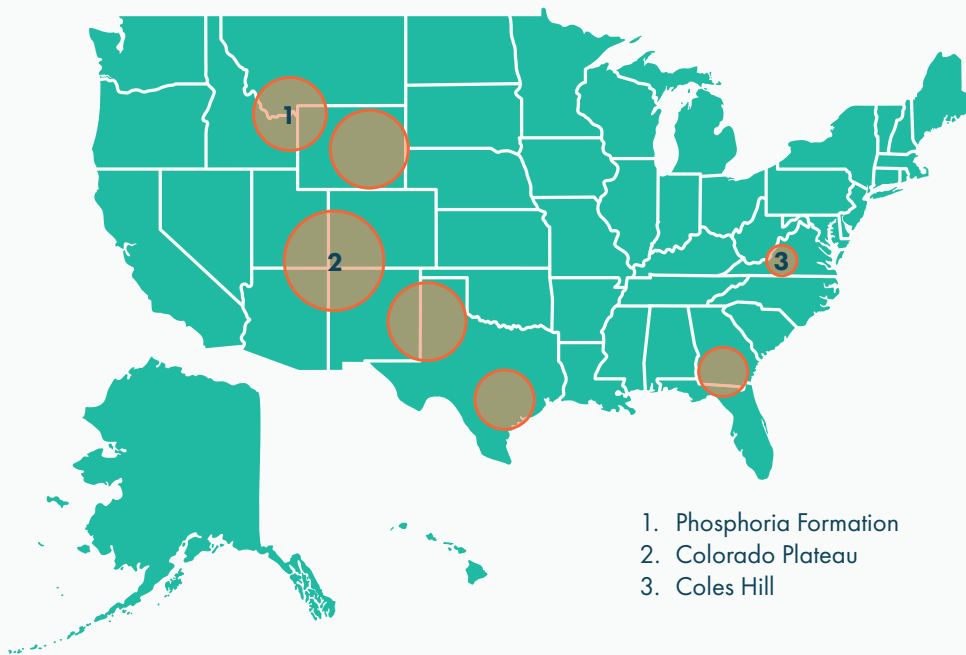 1
2
3
1. Phosphoria Formation
2. Colorado Plateau
3. Coles Hill